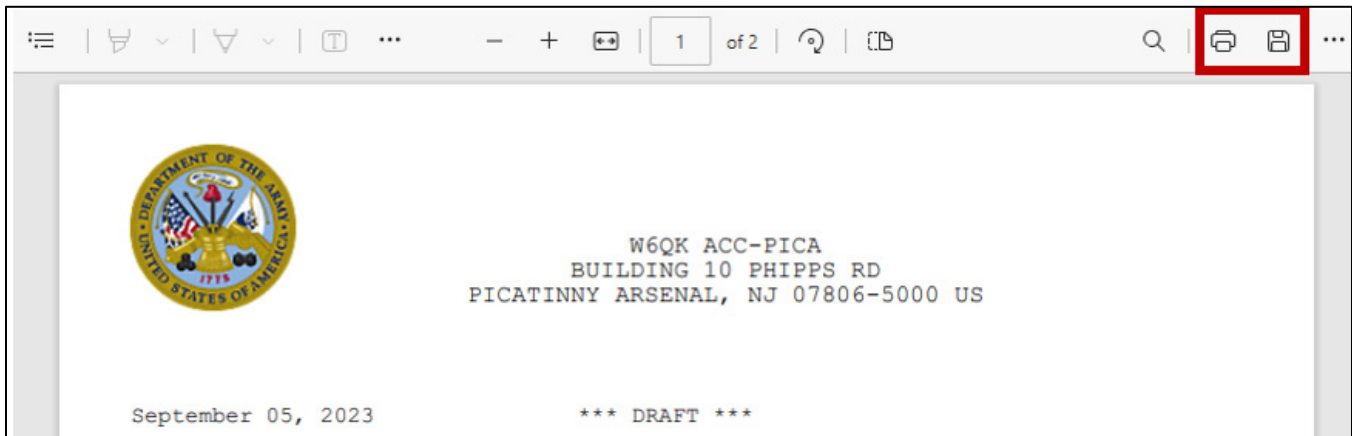 1 of 2
DEPARTMENT OF THE ARMY
UNITED STATES OF AMERICA
1778
W6QK ACC-PICA
BUILDING 10 PHIPPS RD
PICATINNY ARSENAL, NJ 07806-5000 US
September 05, 2023 *** DRAFT ***